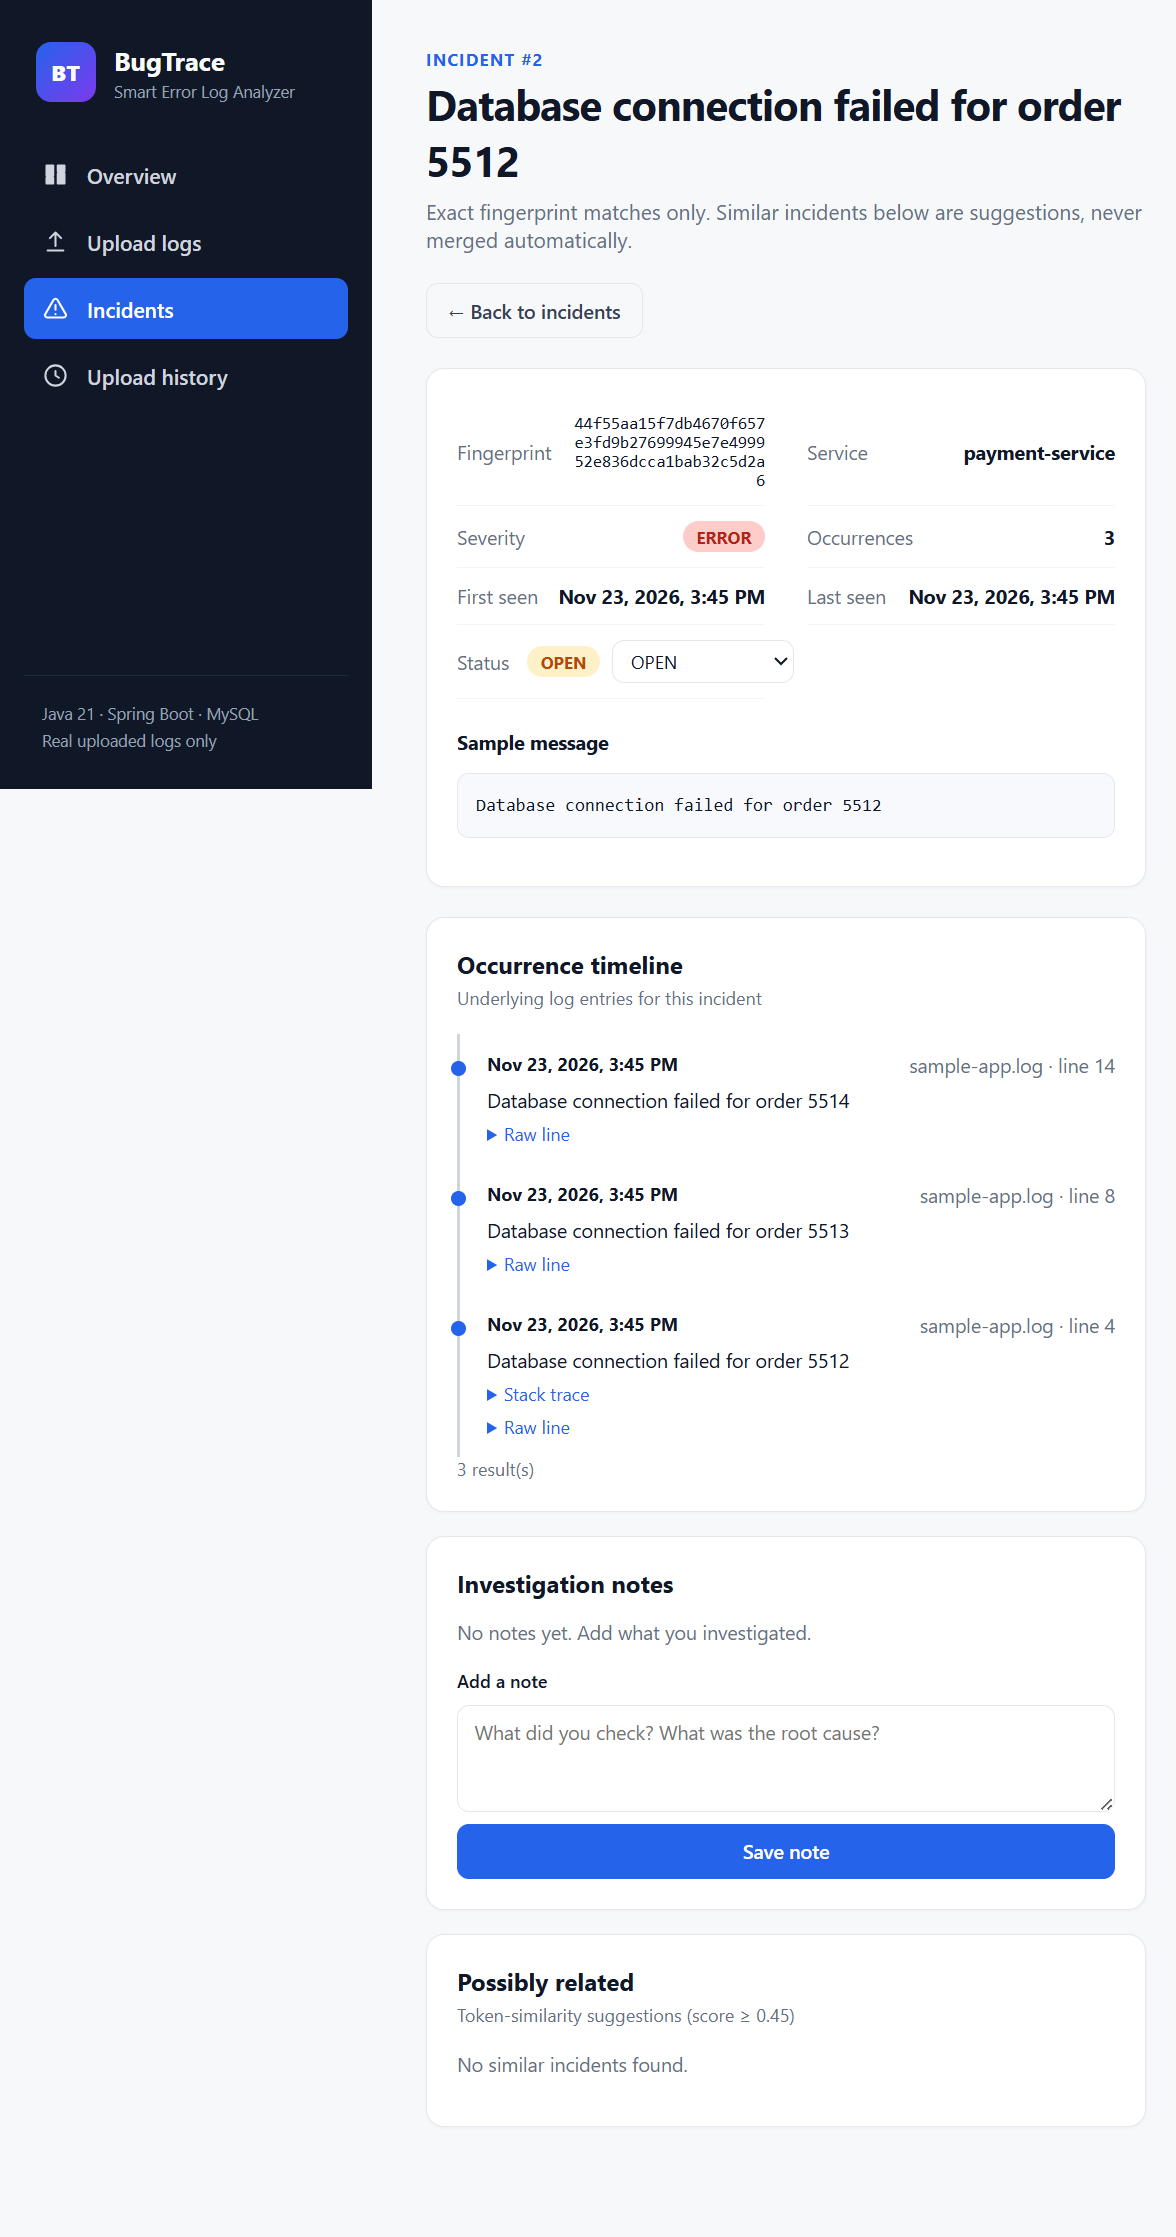 BT
BugTrace
Smart Error Log Analyzer
Overview
Upload logs
Incidents
Upload history
Java 21 · Spring Boot · MySQL
Real uploaded logs only
INCIDENT #2
Database connection failed for order
5512
Exact fingerprint matches only. Similar incidents below are suggestions, never
merged automatically.
← Back to incidents
Fingerprint
44f55aa15f7db4670f657
e3fd9b27699945e7e4999
52e836dcca1bab32c5d2a
6
Service
payment-service
Severity
ERROR
Occurrences
3
First seen
Nov 23, 2026, 3:45 PM
Last seen
Nov 23, 2026, 3:45 PM
Status
OPEN
OPEN
Sample message
Database connection failed for order 5512
Occurrence timeline
Underlying log entries for this incident
Nov 23, 2026, 3:45 PM
sample-app.log · line 14
Database connection failed for order 5514
Raw line
Nov 23, 2026, 3:45 PM
sample-app.log · line 8
Database connection failed for order 5513
Raw line
Nov 23, 2026, 3:45 PM
sample-app.log · line 4
Database connection failed for order 5512
Stack trace
Raw line
3 result(s)
Investigation notes
No notes yet. Add what you investigated.
Add a note
What did you check? What was the root cause?
Save note
Possibly related
Token-similarity suggestions (score ≥ 0.45)
No similar incidents found.